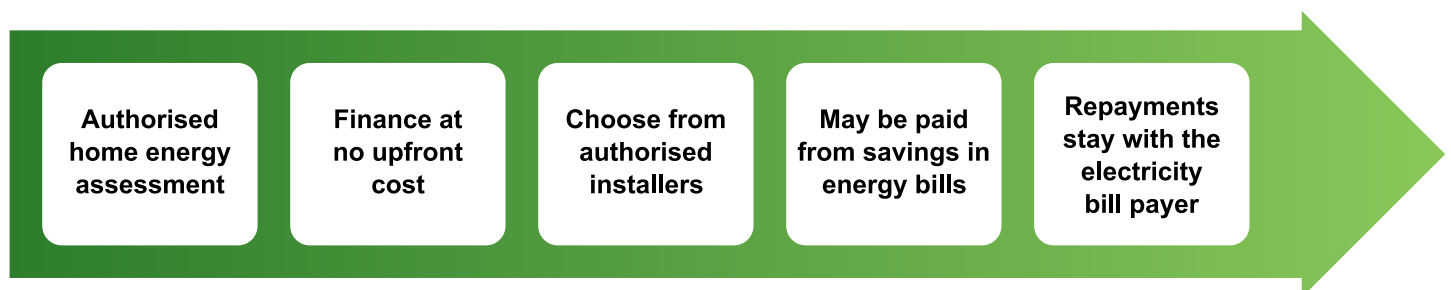 Authorised
home energy
assessment
Finance at
no upfront
cost
Choose from
authorised
installers
May be paid
from savings in
energy bills
Repayments
stay with the
electricity
bill payer